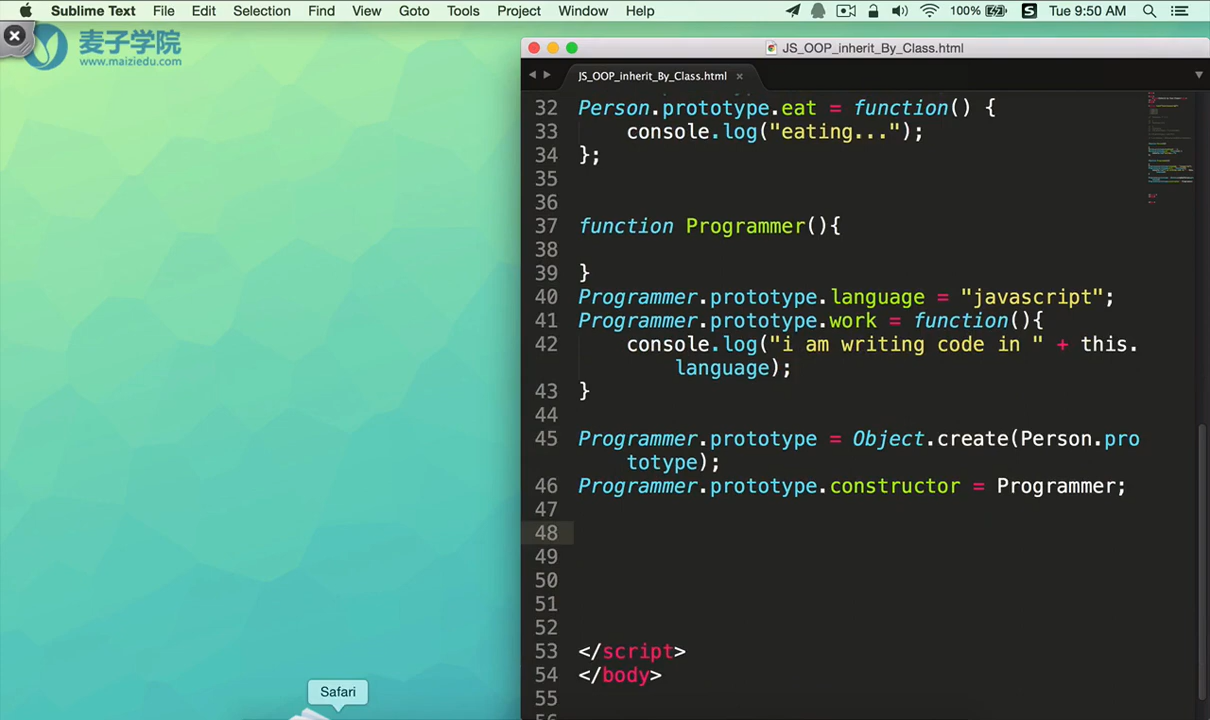 Sublime Text File Edit Selection Find View Goto Tools Project Window Help 100% Tue 9:50 AM
麦子学院
www.maiziedu.com
JS_OOP_inherit_By_Class.html
JS_OOP_inherit_By_Class.html ×
32 Person.prototype.eat = function() {
33 console.log("eating...");
34 };
35
36
37 function Programmer(){
38
39 }
40 Programmer.prototype.language = "javascript";
41 Programmer.prototype.work = function(){
42 console.log("i am writing code in " + this.
language);
43 }
44
45 Programmer.prototype = Object.create(Person.pro
totype);
46 Programmer.prototype.constructor = Programmer;
47
48
49
50
51
52
53 </script>
54 </body>
55
Safari